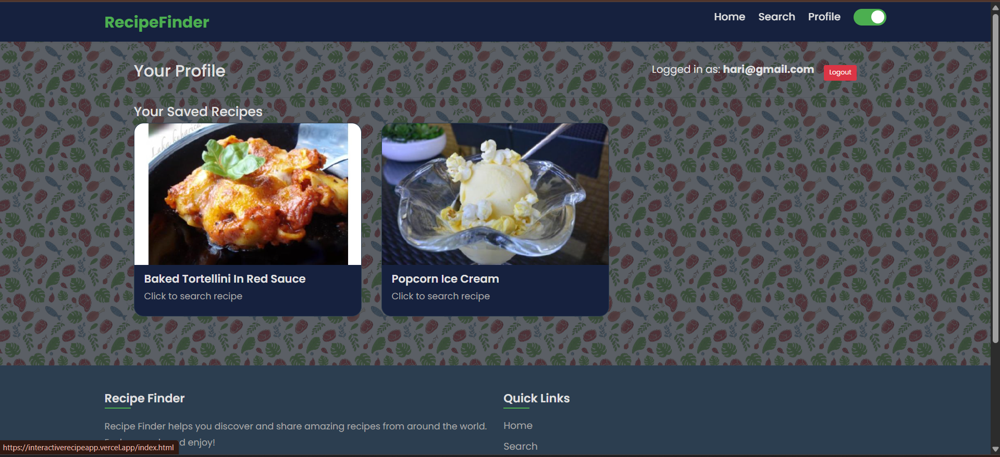 RecipeFinder
Home Search Profile
Your Profile
Logged in as: hari@gmail.com Logout
Your Saved Recipes
Baked Tortellini In Red Sauce
Click to search recipe
Popcorn Ice Cream
Click to search recipe
Recipe Finder
Recipe Finder helps you discover and share amazing recipes from around the world.
enjoy!
Quick Links
Home
Search
https://interactiverecipeapp.vercel.app/index.html